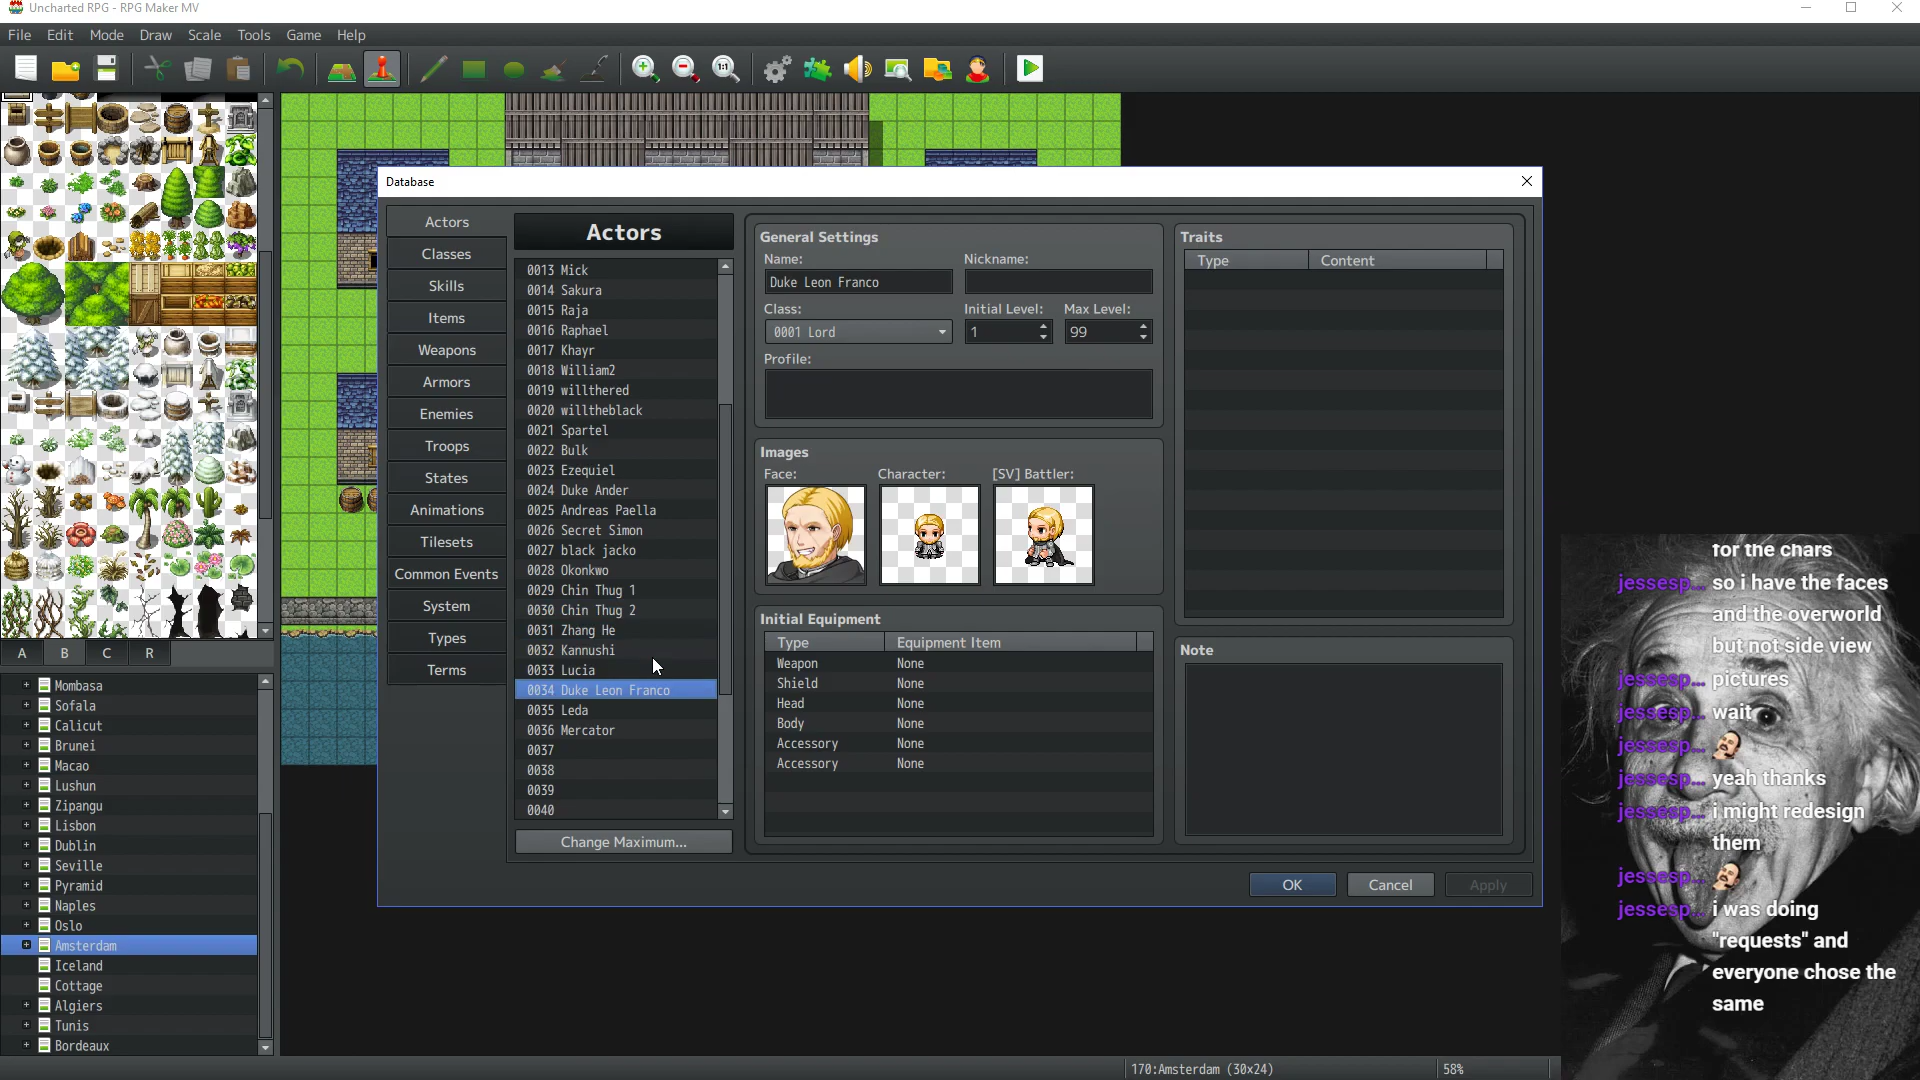 Uncharted RPG - RPG Maker MV
File Edit Mode Draw Scale Tools Game Help
1:1
Database
Actors
Classes
Skills
Items
Weapons
Armors
Enemies
Troops
States
Animations
Tilesets
Common Events
System
Types
Terms
Actors
0013 Mick
0014 Sakura
0015 Raja
0016 Raphael
0017 Khayr
0018 William2
0019 willthered
0020 willtheblack
0021 Spartel
0022 Bulk
0023 Ezequiel
0024 Duke Ander
0025 Andreas Paella
0026 Secret Simon
0027 black jacko
0028 Okonkwo
0029 Chin Thug 1
0030 Chin Thug 2
0031 Zhang He
0032 Kannushi
0033 Lucia
0034 Duke Leon Franco
0035 Leda
0036 Mercator
0037
0038
0039
0040
Change Maximum...
General Settings
Name: Nickname:
Duke Leon Franco
Class: Initial Level: Max Level:
0001 Lord 1 99
Profile:
Images
Face: Character: [SV] Battler:
Initial Equipment
Type Equipment Item
Weapon None
Shield None
Head None
Body None
Accessory None
Accessory None
Traits
Type Content
Note
OK Cancel Apply
A B C R
Mombasa
Sofala
Calicut
Brunei
Macao
Lushun
Zipangu
Lisbon
Dublin
Seville
Pyramid
Naples
Oslo
Amsterdam
Iceland
Cottage
Algiers
Tunis
Bordeaux
170:Amsterdam (30x24) 58%
for the chars
jessesp... so i have the faces
and the overworld
but not side view
jessesp... pictures
jessesp... wait
jessesp...
jessesp... yeah thanks
jessesp... i might redesign
them
jessesp...
jessesp... i was doing
"requests" and
everyone chose the
same